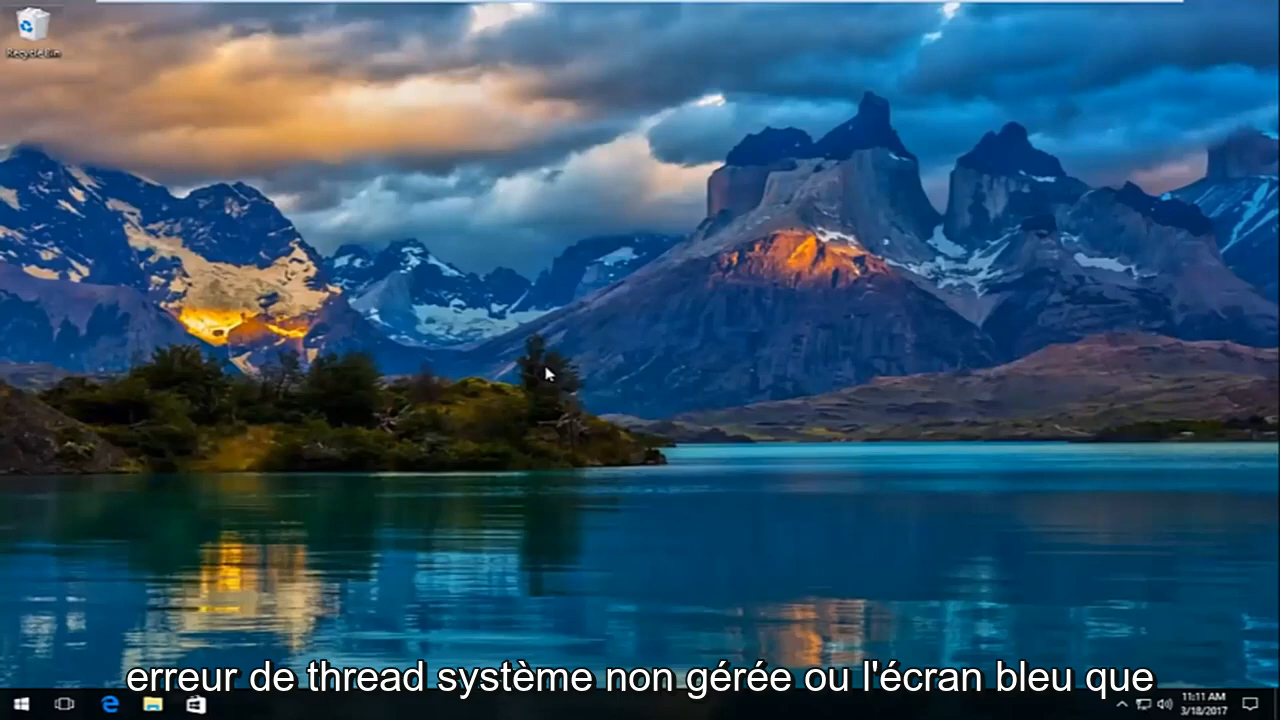 Recycle Bin
erreur de thread système non gérée ou l'écran bleu que
11:11 AM
3/18/2017